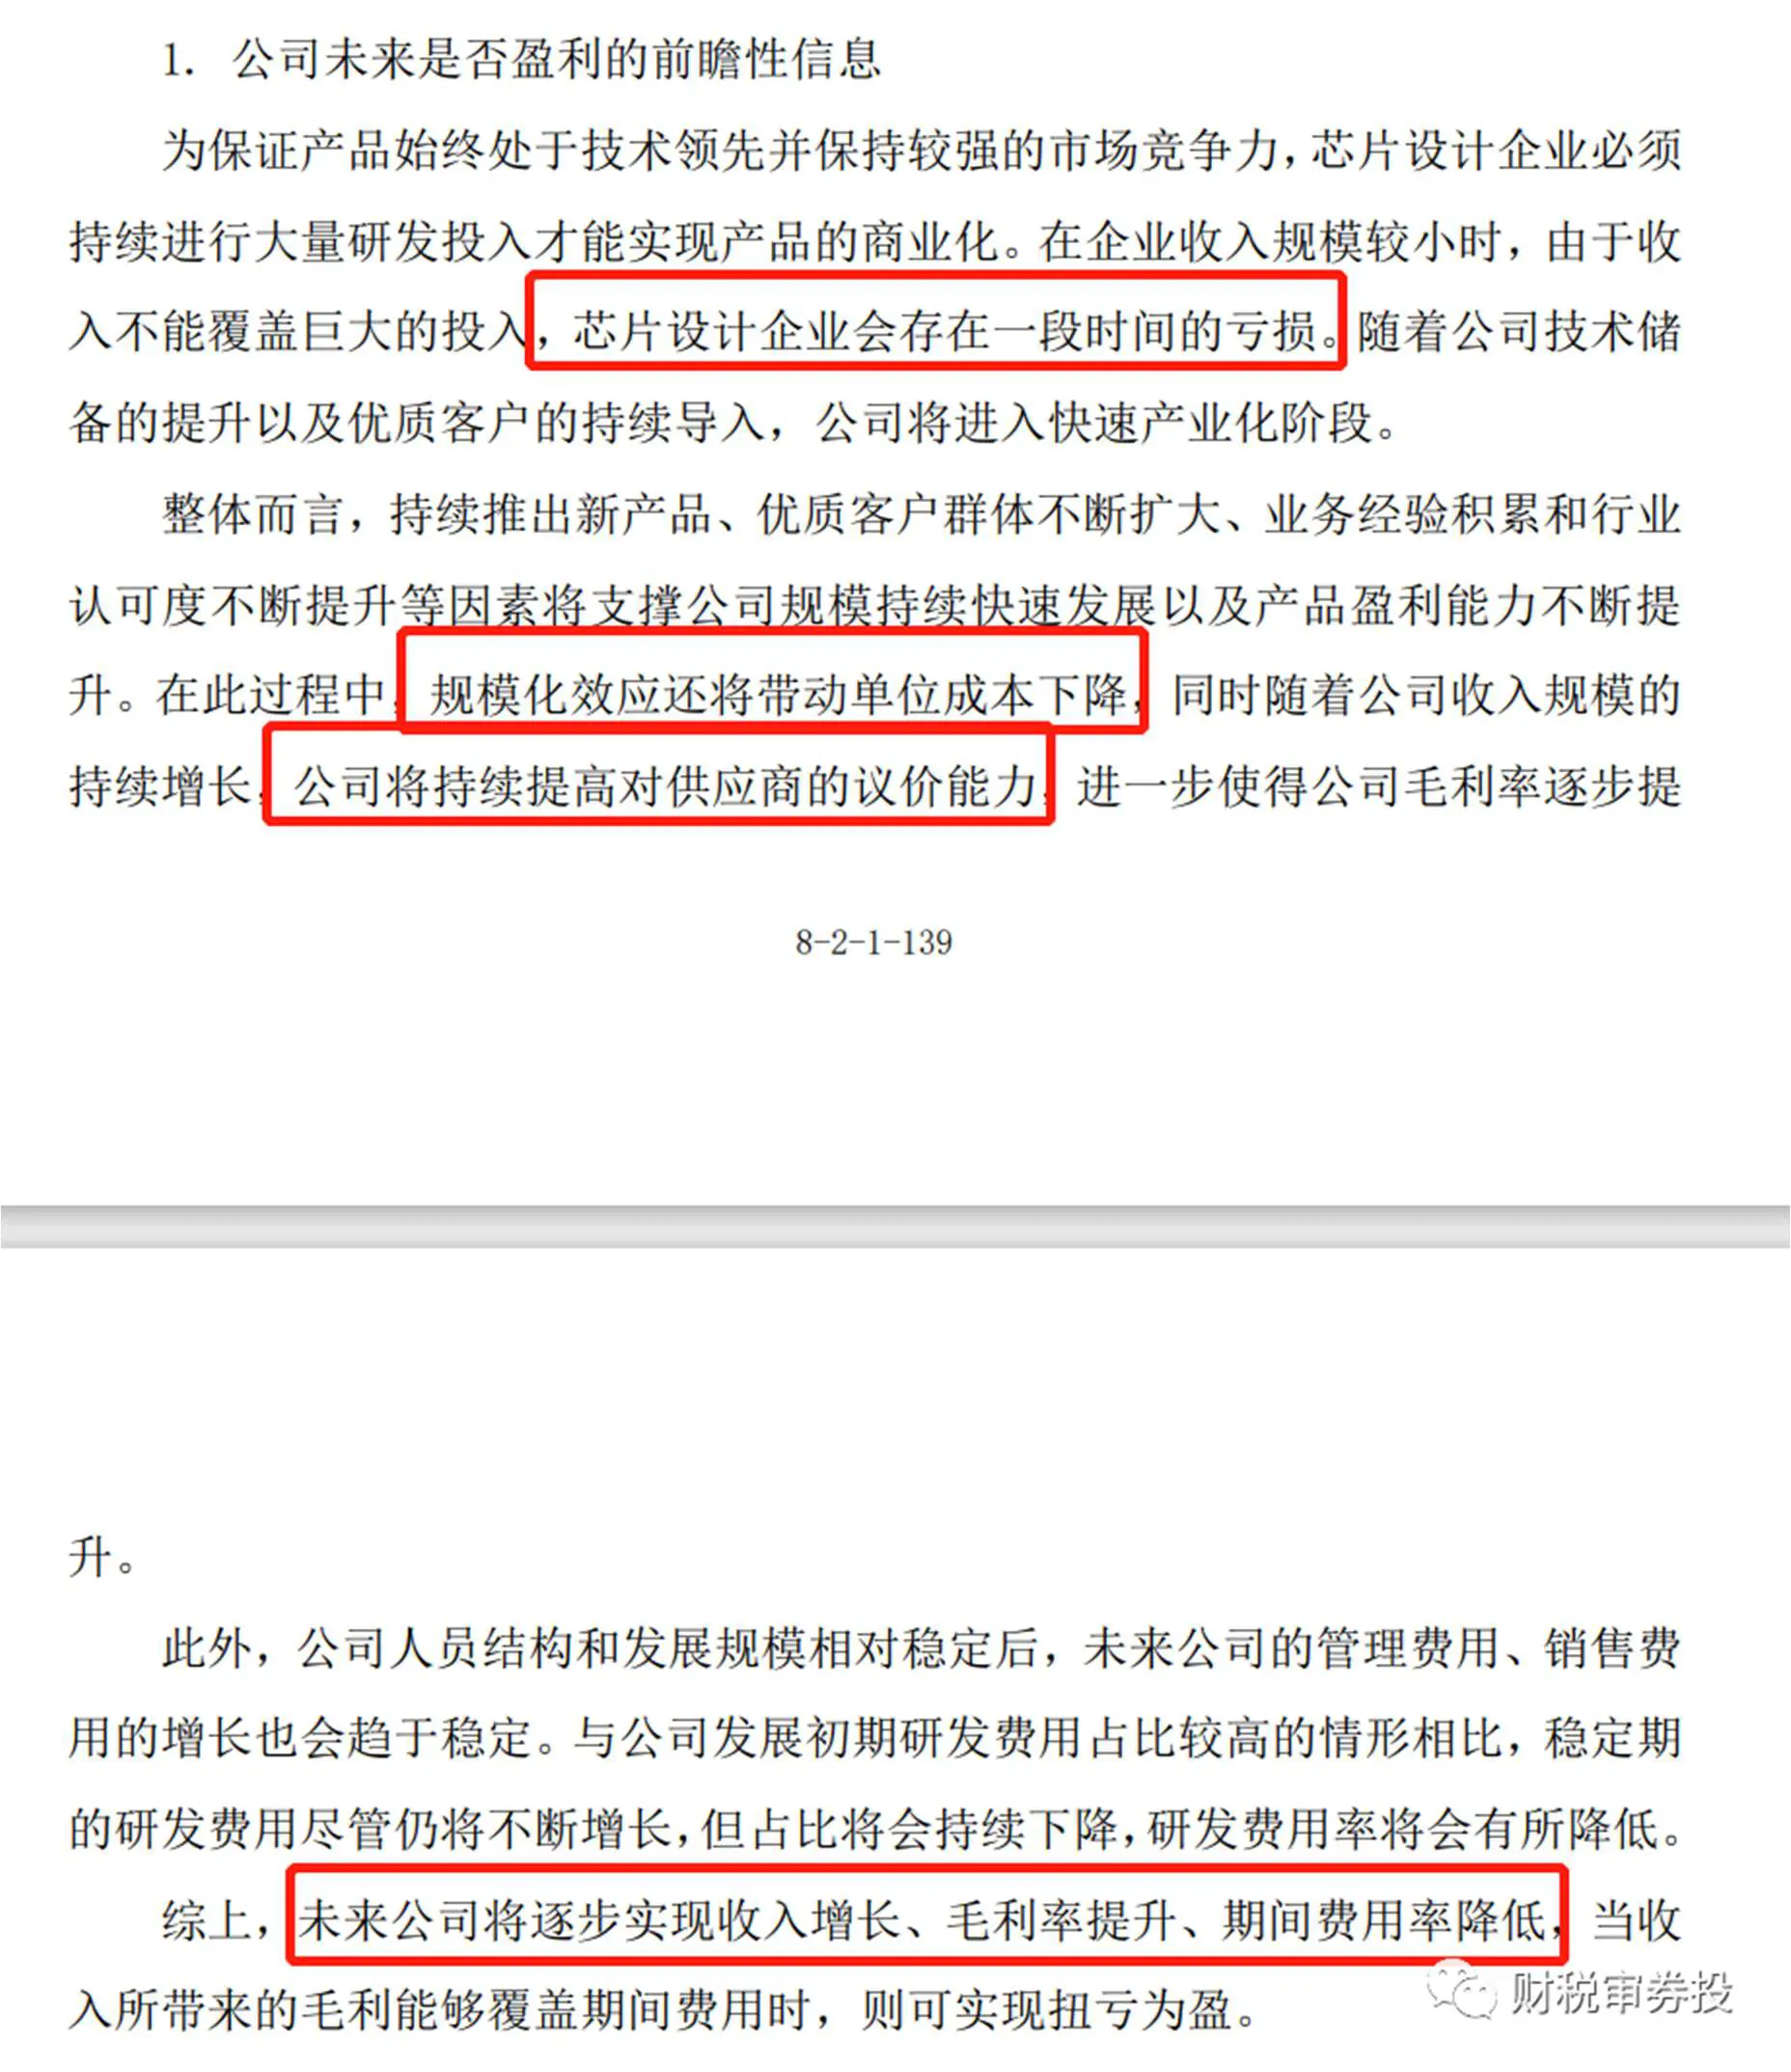 1. 公司未来是否盈利的前瞻性信息
为保证产品始终处于技术领先并保持较强的市场竞争力，芯片设计企业必须
持续进行大量研发投入才能实现产品的商业化。在企业收入规模较小时，由于收
入不能覆盖巨大的投入，芯片设计企业会存在一段时间的亏损。随着公司技术储
备的提升以及优质客户的持续导入，公司将进入快速产业化阶段。
整体而言，持续推出新产品、优质客户群体不断扩大、业务经验积累和行业
认可度不断提升等因素将支撑公司规模持续快速发展以及产品盈利能力不断提
升。在此过程中，规模化效应还将带动单位成本下降，同时随着公司收入规模的
持续增长，公司将持续提高对供应商的议价能力，进一步使得公司毛利率逐步提
8-2-1-139
升。
此外，公司人员结构和发展规模相对稳定后，未来公司的管理费用、销售费
用的增长也会趋于稳定。与公司发展初期研发费用占比较高的情形相比，稳定期
的研发费用尽管仍将不断增长，但占比将会持续下降，研发费用率将会有所降低。
综上，未来公司将逐步实现收入增长、毛利率提升、期间费用率降低，当收
入所带来的毛利能够覆盖期间费用时，则可实现扭亏为盈。
财税审券投